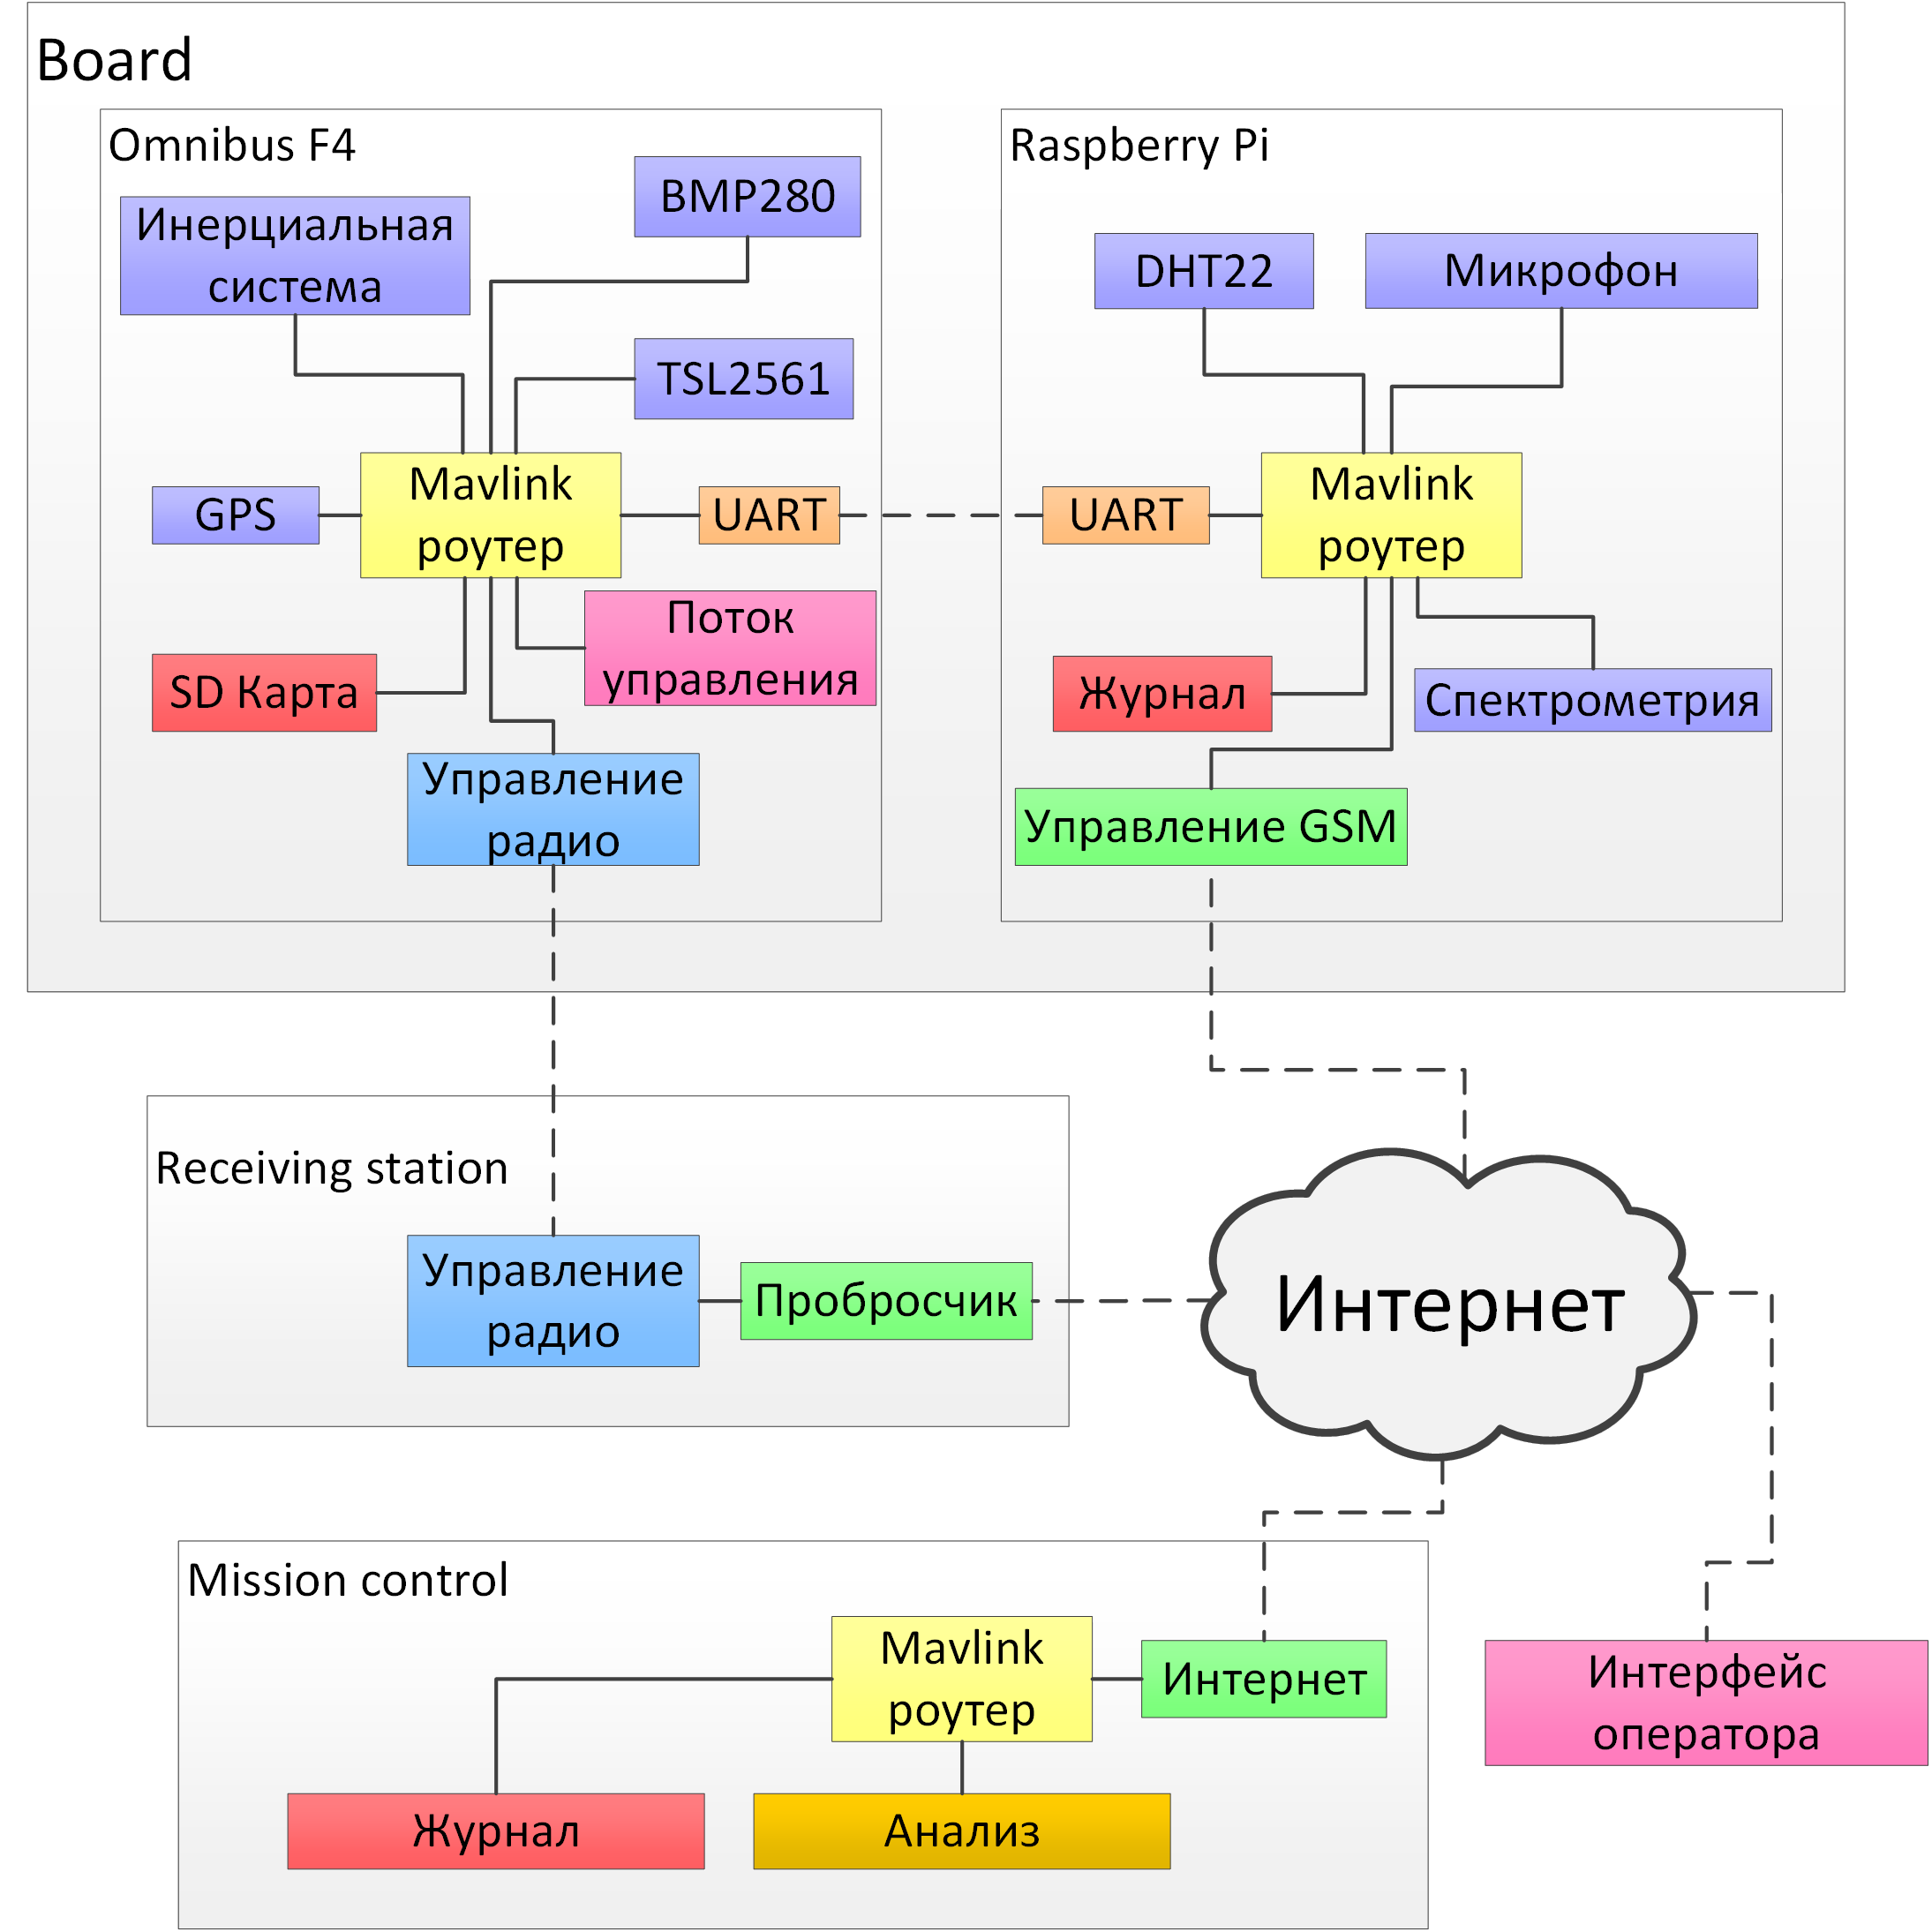 Board
Omnibus F4
Инерциальная
система
BMP280
TSL2561
GPS
Mavlink
роутер
UART
SD Карта
Поток
управления
Управление
радио
Raspberry Pi
DHT22
Микрофон
UART
Mavlink
роутер
Журнал
Спектрометрия
Управление GSM
Receiving station
Управление
радио
Пробросчик
Интернет
Mission control
Mavlink
роутер
Интернет
Журнал
Анализ
Интерфейс
оператора